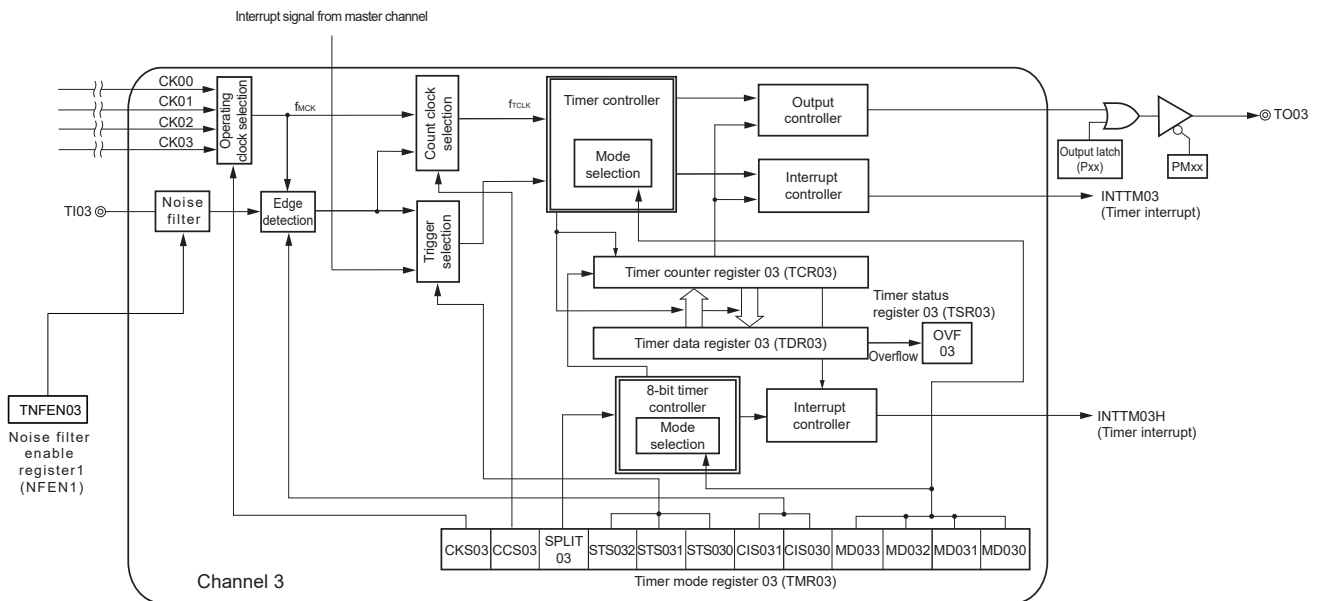 Interrupt signal from master channel
CK00
CK01
CK02
CK03
Operating
clock selection
fMCK
Count clock
selection
fTCLK
Timer controller
Mode
selection
Output
controller
Output latch
(Pxx)
PMxx
TO03
Interrupt
controller
INTTM03
(Timer interrupt)
TI03
Noise
filter
Edge
detection
Trigger
selection
Timer counter register 03 (TCR03)
Timer status
register 03 (TSR03)
Timer data register 03 (TDR03)
Overflow
OVF
03
8-bit timer
controller
Mode
selection
Interrupt
controller
INTTM03H
(Timer interrupt)
TNFEN03
Noise filter
enable
register1
(NFEN1)
CKS03
CCS03
SPLIT
03
STS032
STS031
STS030
CIS031
CIS030
MD033
MD032
MD031
MD030
Channel 3
Timer mode register 03 (TMR03)